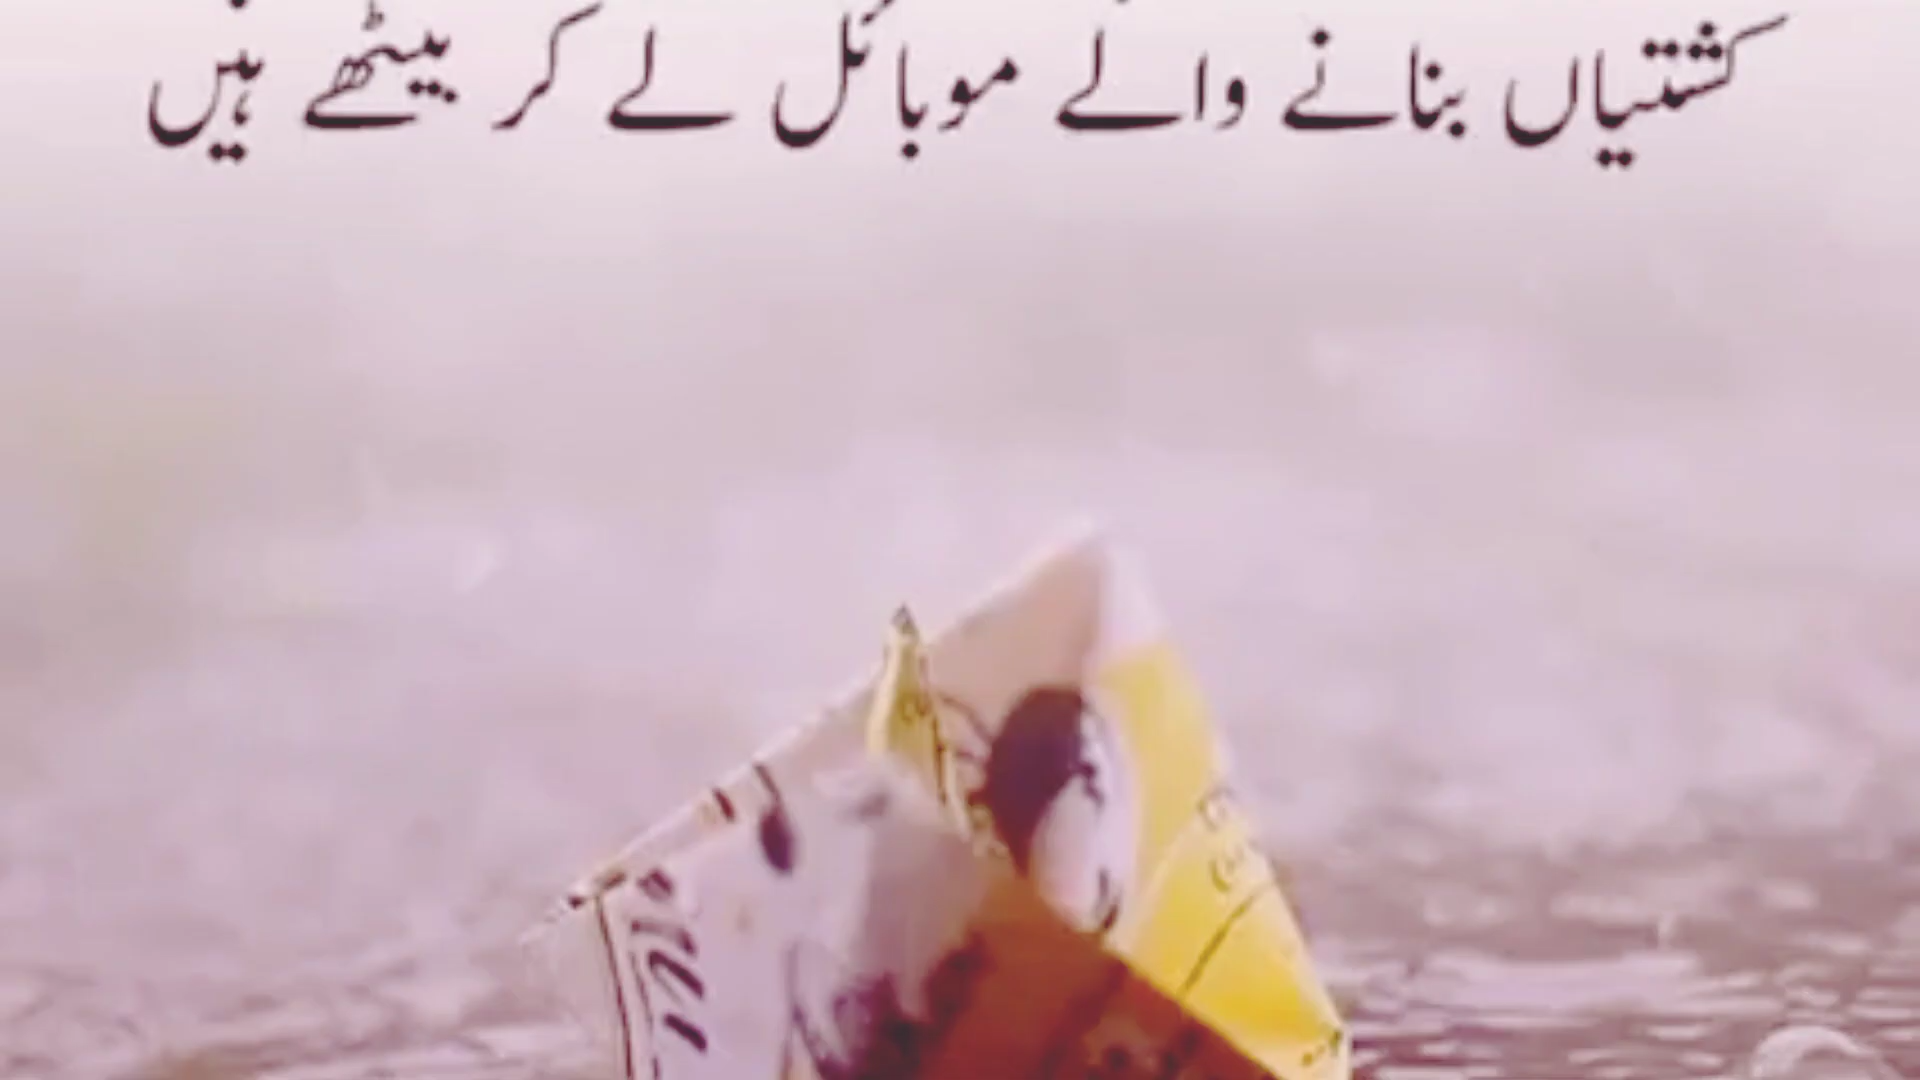 کشتیاں بنانے والے موبائل لے کر بیٹھے ہیں